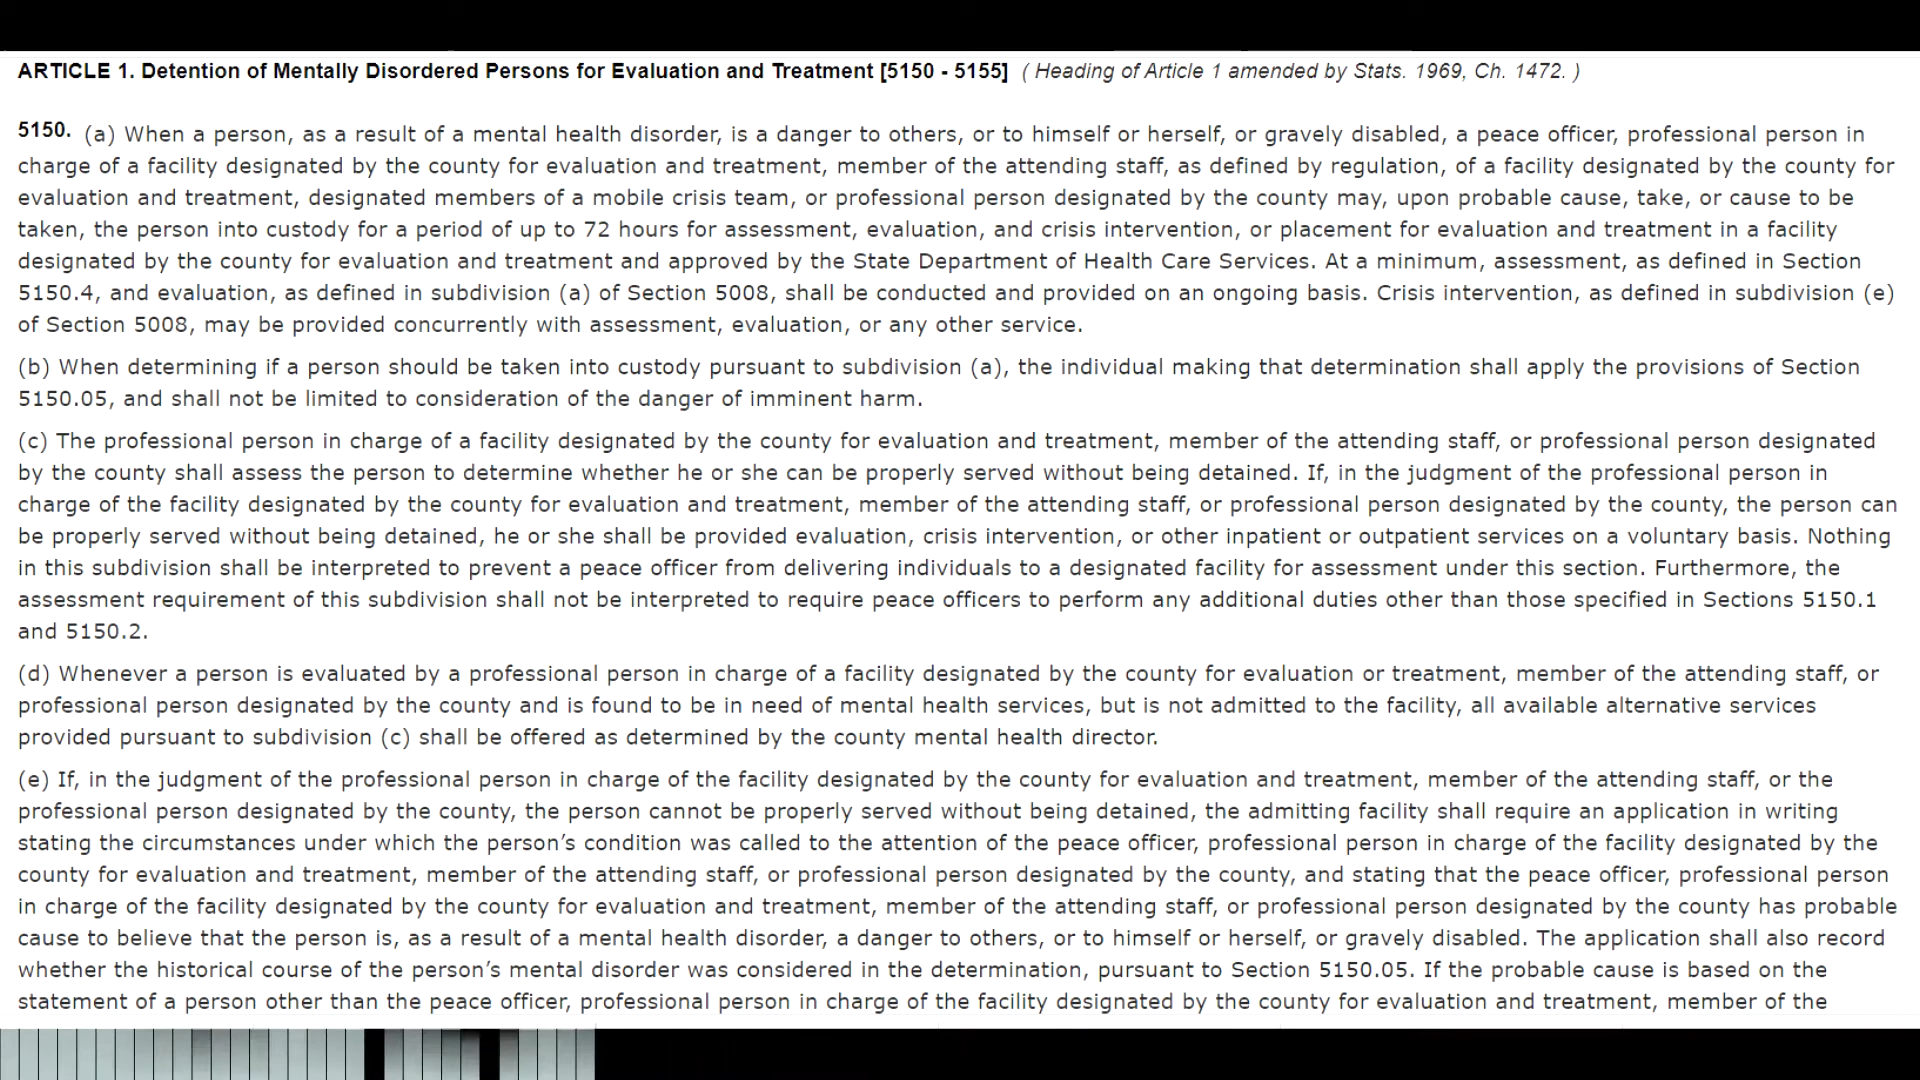 ARTICLE 1. Detention of Mentally Disordered Persons for Evaluation and Treatment [5150 - 5155] ( Heading of Article 1 amended by Stats. 1969, Ch. 1472. )
5150. (a) When a person, as a result of a mental health disorder, is a danger to others, or to himself or herself, or gravely disabled, a peace officer, professional person in
charge of a facility designated by the county for evaluation and treatment, member of the attending staff, as defined by regulation, of a facility designated by the county for
evaluation and treatment, designated members of a mobile crisis team, or professional person designated by the county may, upon probable cause, take, or cause to be
taken, the person into custody for a period of up to 72 hours for assessment, evaluation, and crisis intervention, or placement for evaluation and treatment in a facility
designated by the county for evaluation and treatment and approved by the State Department of Health Care Services. At a minimum, assessment, as defined in Section
5150.4, and evaluation, as defined in subdivision (a) of Section 5008, shall be conducted and provided on an ongoing basis. Crisis intervention, as defined in subdivision (e)
of Section 5008, may be provided concurrently with assessment, evaluation, or any other service.
(b) When determining if a person should be taken into custody pursuant to subdivision (a), the individual making that determination shall apply the provisions of Section
5150.05, and shall not be limited to consideration of the danger of imminent harm.
(c) The professional person in charge of a facility designated by the county for evaluation and treatment, member of the attending staff, or professional person designated
by the county shall assess the person to determine whether he or she can be properly served without being detained. If, in the judgment of the professional person in
charge of the facility designated by the county for evaluation and treatment, member of the attending staff, or professional person designated by the county, the person can
be properly served without being detained, he or she shall be provided evaluation, crisis intervention, or other inpatient or outpatient services on a voluntary basis. Nothing
in this subdivision shall be interpreted to prevent a peace officer from delivering individuals to a designated facility for assessment under this section. Furthermore, the
assessment requirement of this subdivision shall not be interpreted to require peace officers to perform any additional duties other than those specified in Sections 5150.1
and 5150.2.
(d) Whenever a person is evaluated by a professional person in charge of a facility designated by the county for evaluation or treatment, member of the attending staff, or
professional person designated by the county and is found to be in need of mental health services, but is not admitted to the facility, all available alternative services
provided pursuant to subdivision (c) shall be offered as determined by the county mental health director.
(e) If, in the judgment of the professional person in charge of the facility designated by the county for evaluation and treatment, member of the attending staff, or the
professional person designated by the county, the person cannot be properly served without being detained, the admitting facility shall require an application in writing
stating the circumstances under which the person’s condition was called to the attention of the peace officer, professional person in charge of the facility designated by the
county for evaluation and treatment, member of the attending staff, or professional person designated by the county, and stating that the peace officer, professional person
in charge of the facility designated by the county for evaluation and treatment, member of the attending staff, or professional person designated by the county has probable
cause to believe that the person is, as a result of a mental health disorder, a danger to others, or to himself or herself, or gravely disabled. The application shall also record
whether the historical course of the person’s mental disorder was considered in the determination, pursuant to Section 5150.05. If the probable cause is based on the
statement of a person other than the peace officer, professional person in charge of the facility designated by the county for evaluation and treatment, member of the